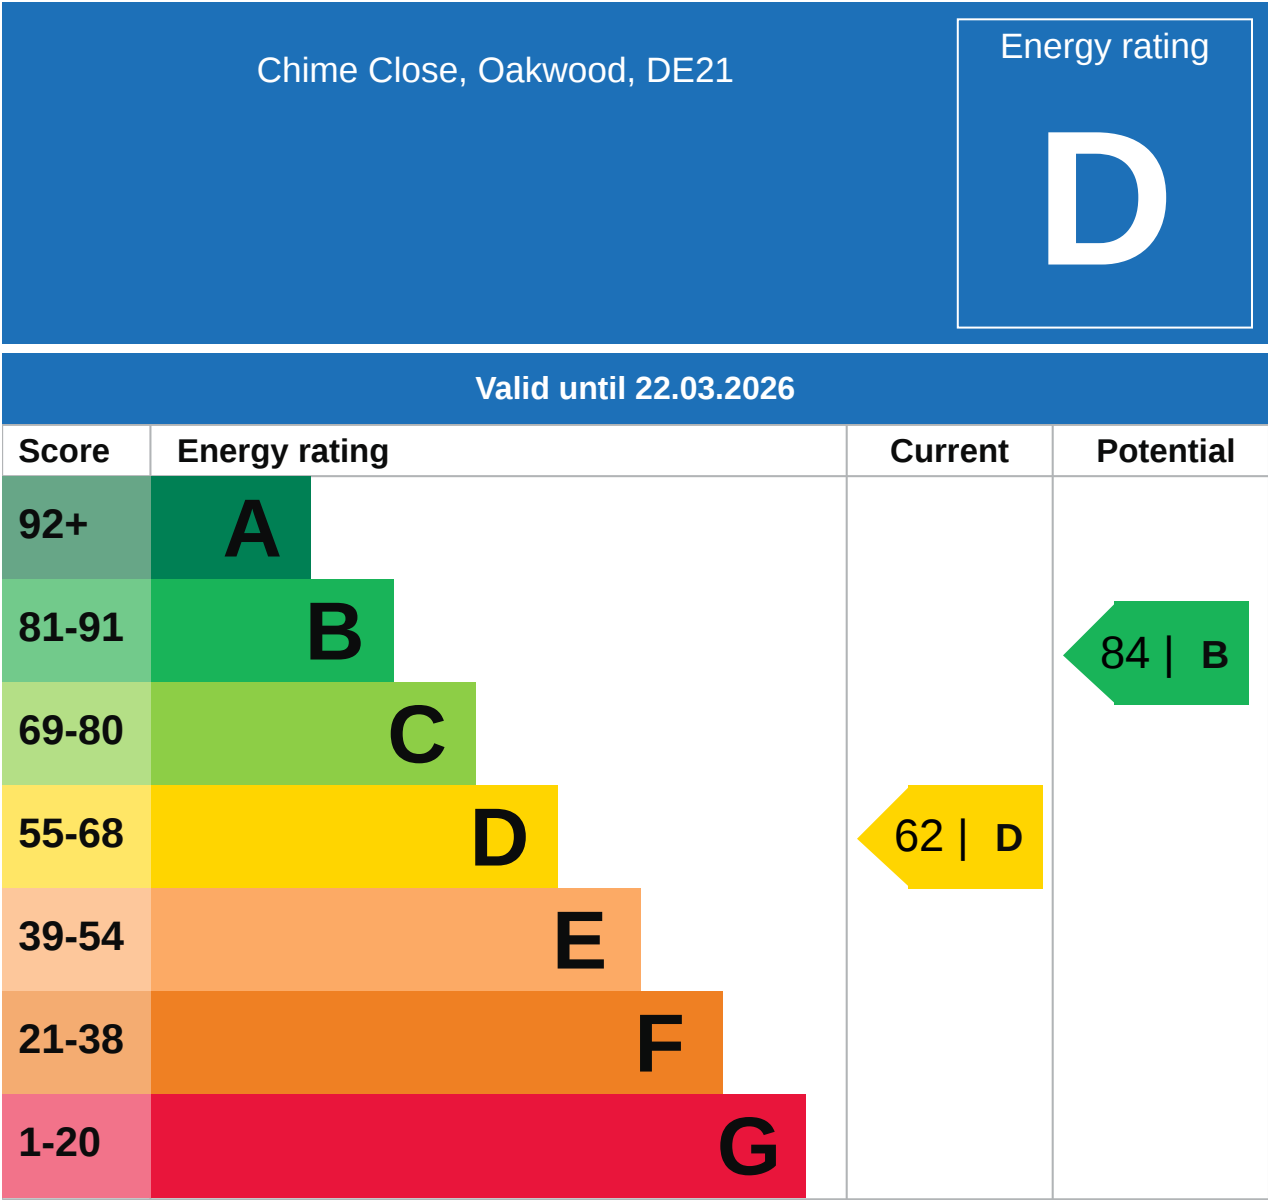 Chime Close, Oakwood, DE21
Energy rating
D
Valid until 22.03.2026
Score Energy rating Current Potential
92+ A
81-91 B 84 | B
69-80 C
55-68 D 62 | D
39-54 E
21-38 F
1-20 G